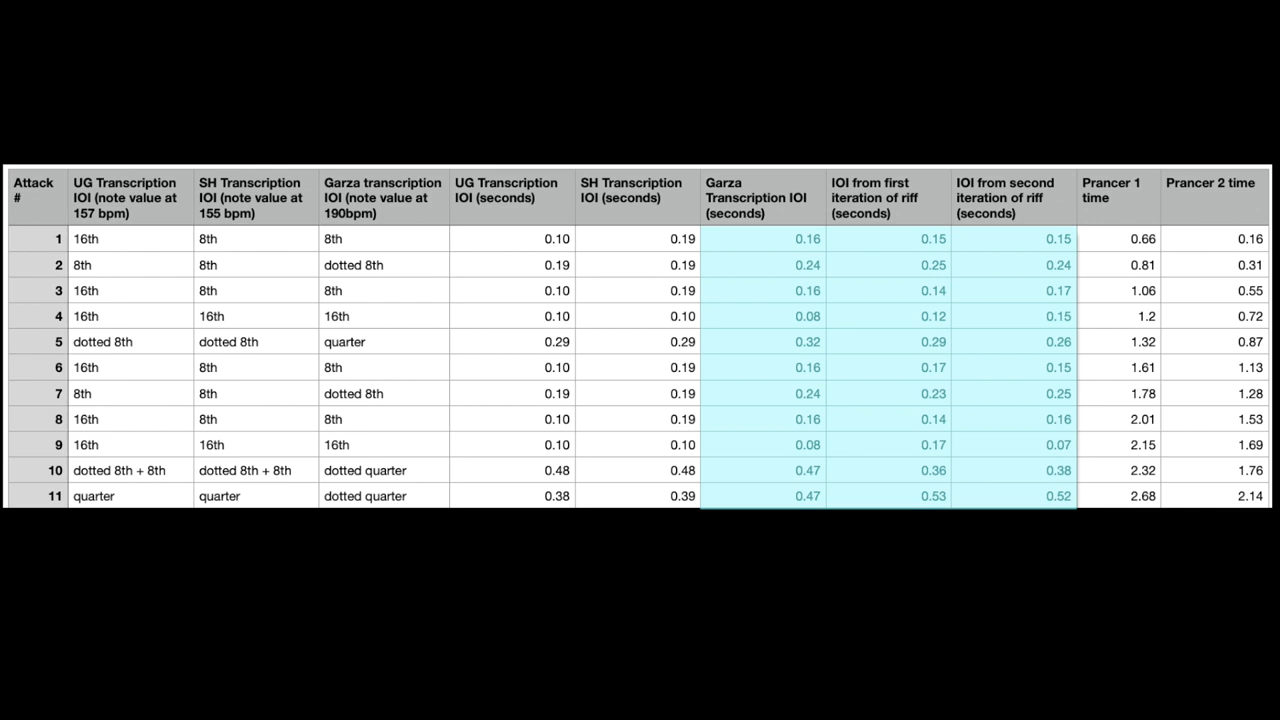 Attack # UG Transcription IOI (note value at 157 bpm) SH Transcription IOI (note value at 155 bpm) Garza transcription IOI (note value at 190bpm) UG Transcription IOI (seconds) SH Transcription IOI (seconds) Garza Transcription IOI (seconds) IOI from first iteration of riff (seconds) IOI from second iteration of riff (seconds) Prancer 1 time Prancer 2 time
1 16th 8th 8th 0.10 0.19 0.16 0.15 0.15 0.66 0.16
2 8th 8th dotted 8th 0.19 0.19 0.24 0.25 0.24 0.81 0.31
3 16th 8th 8th 0.10 0.19 0.16 0.14 0.17 1.06 0.55
4 16th 16th 16th 0.10 0.10 0.08 0.12 0.15 1.2 0.72
5 dotted 8th dotted 8th quarter 0.29 0.29 0.32 0.29 0.26 1.32 0.87
6 16th 8th 8th 0.10 0.19 0.16 0.17 0.15 1.61 1.13
7 8th 8th dotted 8th 0.19 0.19 0.24 0.23 0.25 1.78 1.28
8 16th 8th 8th 0.10 0.19 0.16 0.14 0.16 2.01 1.53
9 16th 16th 16th 0.10 0.10 0.08 0.17 0.07 2.15 1.69
10 dotted 8th + 8th dotted 8th + 8th dotted quarter 0.48 0.48 0.47 0.36 0.38 2.32 1.76
11 quarter quarter dotted quarter 0.38 0.39 0.47 0.53 0.52 2.68 2.14